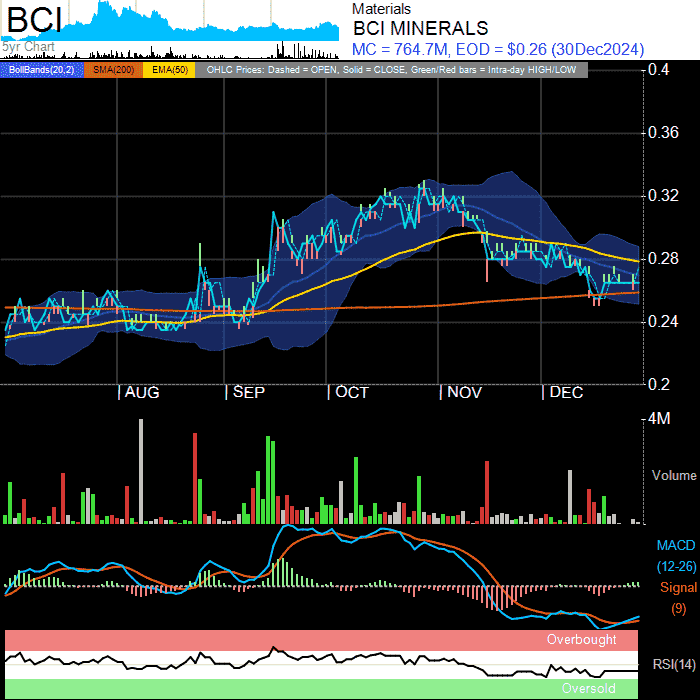 BCI
5yr Chart
Materials
BCI MINERALS
MC = 764.7M, EOD = $0.26 (30Dec2024)
BollBands(20,2) SMA(200) EMA(50) OHLC Prices: Dashed = OPEN, Solid = CLOSE, Green/Red bars = Intra-day HIGH/LOW
0.4
0.36
0.32
0.28
0.24
0.2
AUG SEP OCT NOV DEC
4M
Volume
MACD
(12-26)
Signal
(9)
Overbought
RSI(14)
Oversold